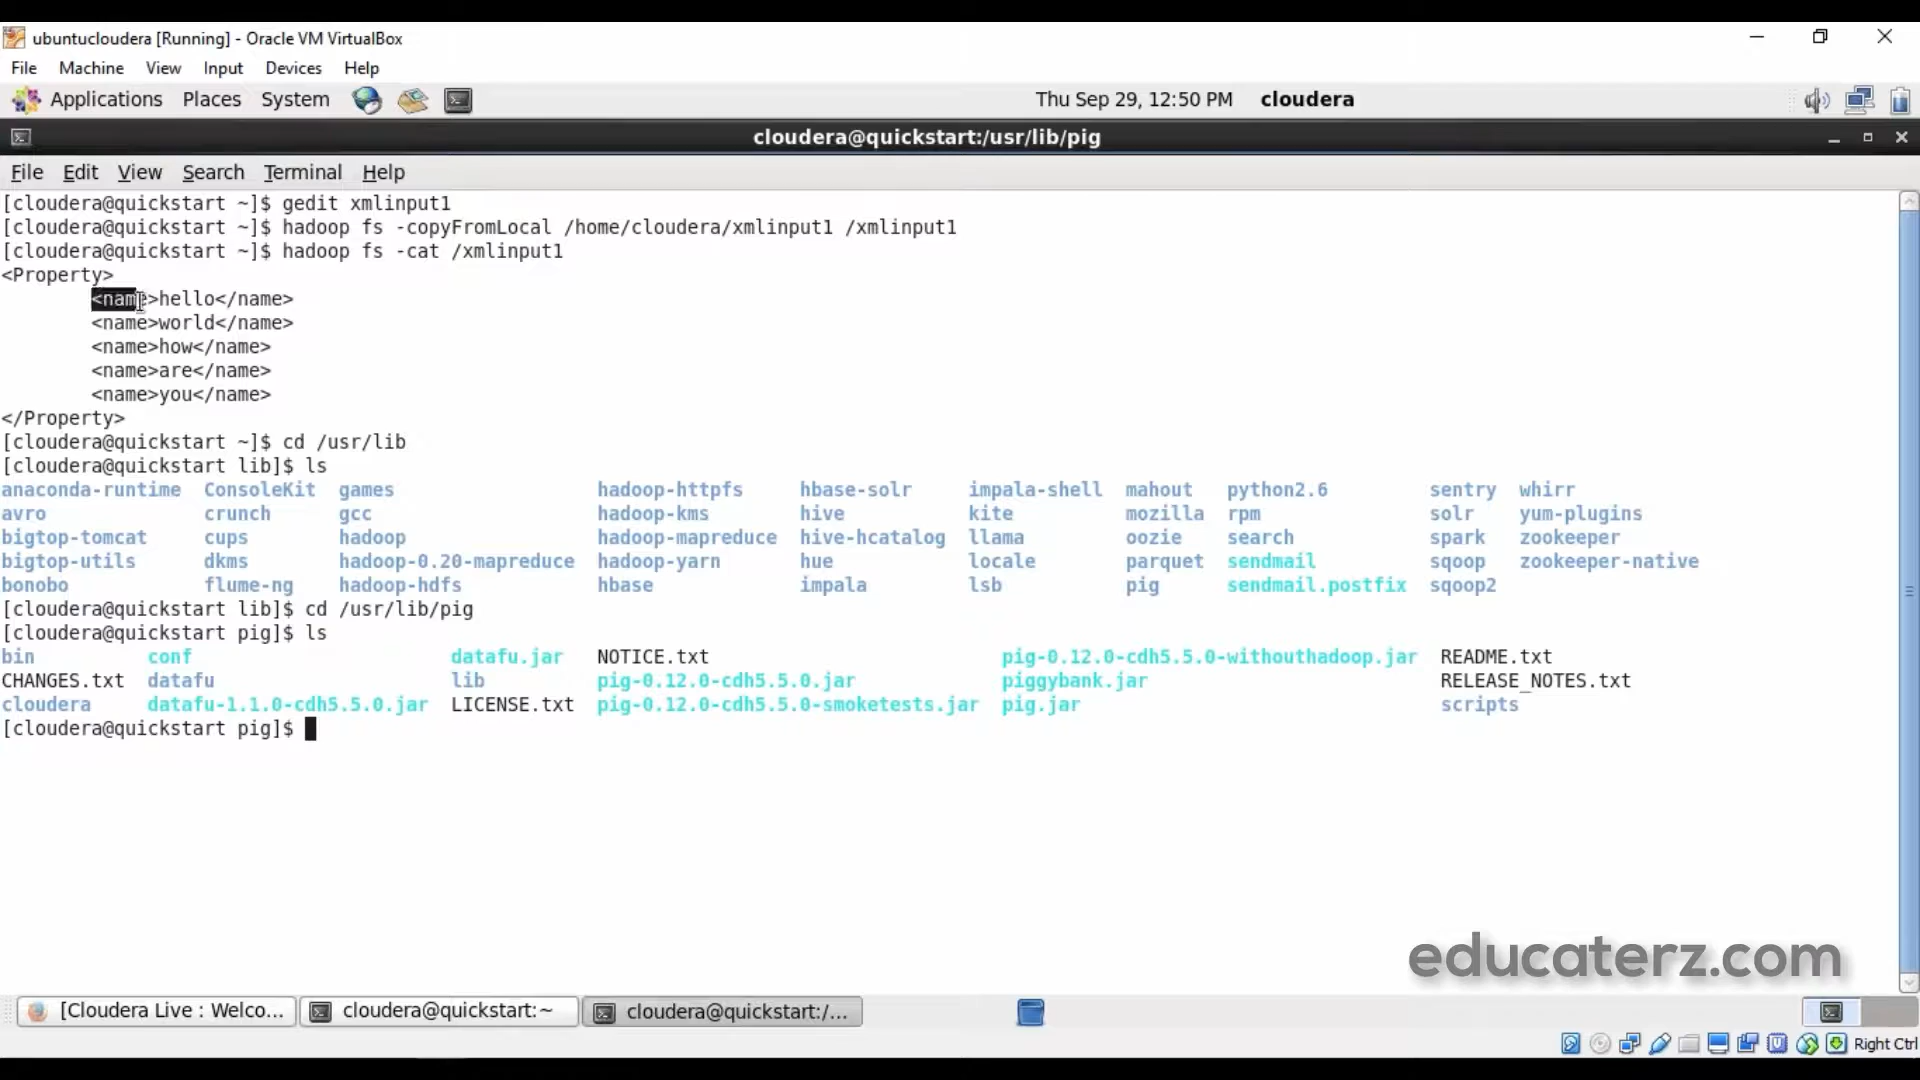 ubuntucloudera [Running] - Oracle VM VirtualBox
File Machine View Input Devices Help
Applications Places System Thu Sep 29, 12:50 PM cloudera
cloudera@quickstart:/usr/lib/pig
File Edit View Search Terminal Help
[cloudera@quickstart ~]$ gedit xmlinput1
[cloudera@quickstart ~]$ hadoop fs -copyFromLocal /home/cloudera/xmlinput1 /xmlinput1
[cloudera@quickstart ~]$ hadoop fs -cat /xmlinput1
<Property>
<name>hello</name>
<name>world</name>
<name>how</name>
<name>are</name>
<name>you</name>
</Property>
[cloudera@quickstart ~]$ cd /usr/lib
[cloudera@quickstart lib]$ ls
anaconda-runtime ConsoleKit games hadoop-httpfs hbase-solr impala-shell mahout python2.6 sentry whirr
avro crunch gcc hadoop-kms hive kite mozilla rpm solr yum-plugins
bigtop-tomcat cups hadoop hadoop-mapreduce hive-hcatalog llama oozie search spark zookeeper
bigtop-utils dkms hadoop-0.20-mapreduce hadoop-yarn hue locale parquet sendmail sqoop zookeeper-native
bonobo flume-ng hadoop-hdfs hbase impala lsb pig sendmail.postfix sqoop2
[cloudera@quickstart lib]$ cd /usr/lib/pig
[cloudera@quickstart pig]$ ls
bin conf datafu.jar NOTICE.txt pig-0.12.0-cdh5.5.0-withouthadoop.jar README.txt
CHANGES.txt datafu lib pig-0.12.0-cdh5.5.0.jar piggybank.jar RELEASE_NOTES.txt
cloudera datafu-1.1.0-cdh5.5.0.jar LICENSE.txt pig-0.12.0-cdh5.5.0-smoketests.jar pig.jar scripts
[cloudera@quickstart pig]$
educaterz.com
[Cloudera Live : Welco... cloudera@quickstart:~ cloudera@quickstart:/...
Right Ctrl